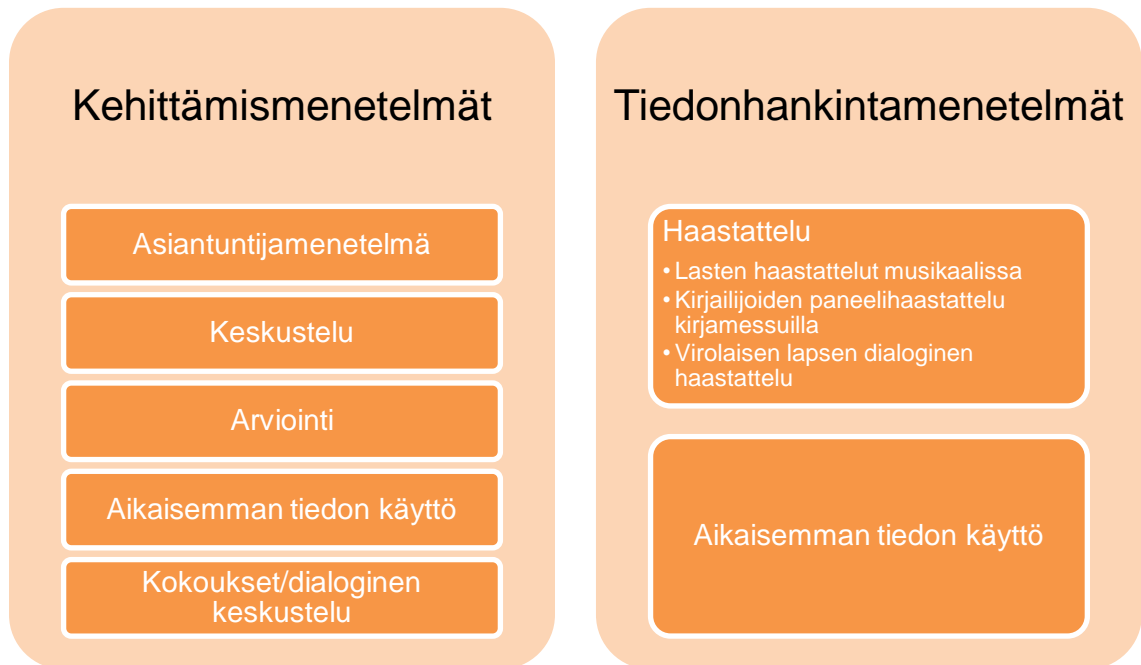 Kehittämismenetelmät
Asiantuntijamenetelmä
Keskustelu
Arviointi
Aikaisemman tiedon käyttö
Kokoukset/dialoginen
keskustelu
Tiedonhankintamenetelmät
Haastattelu
• Lasten haastattelut musikaalissa
• Kirjailijoiden paneelihaastattelu
kirjamessuilla
• Virolaisen lapsen dialoginen
haastattelu
Aikaisemman tiedon käyttö